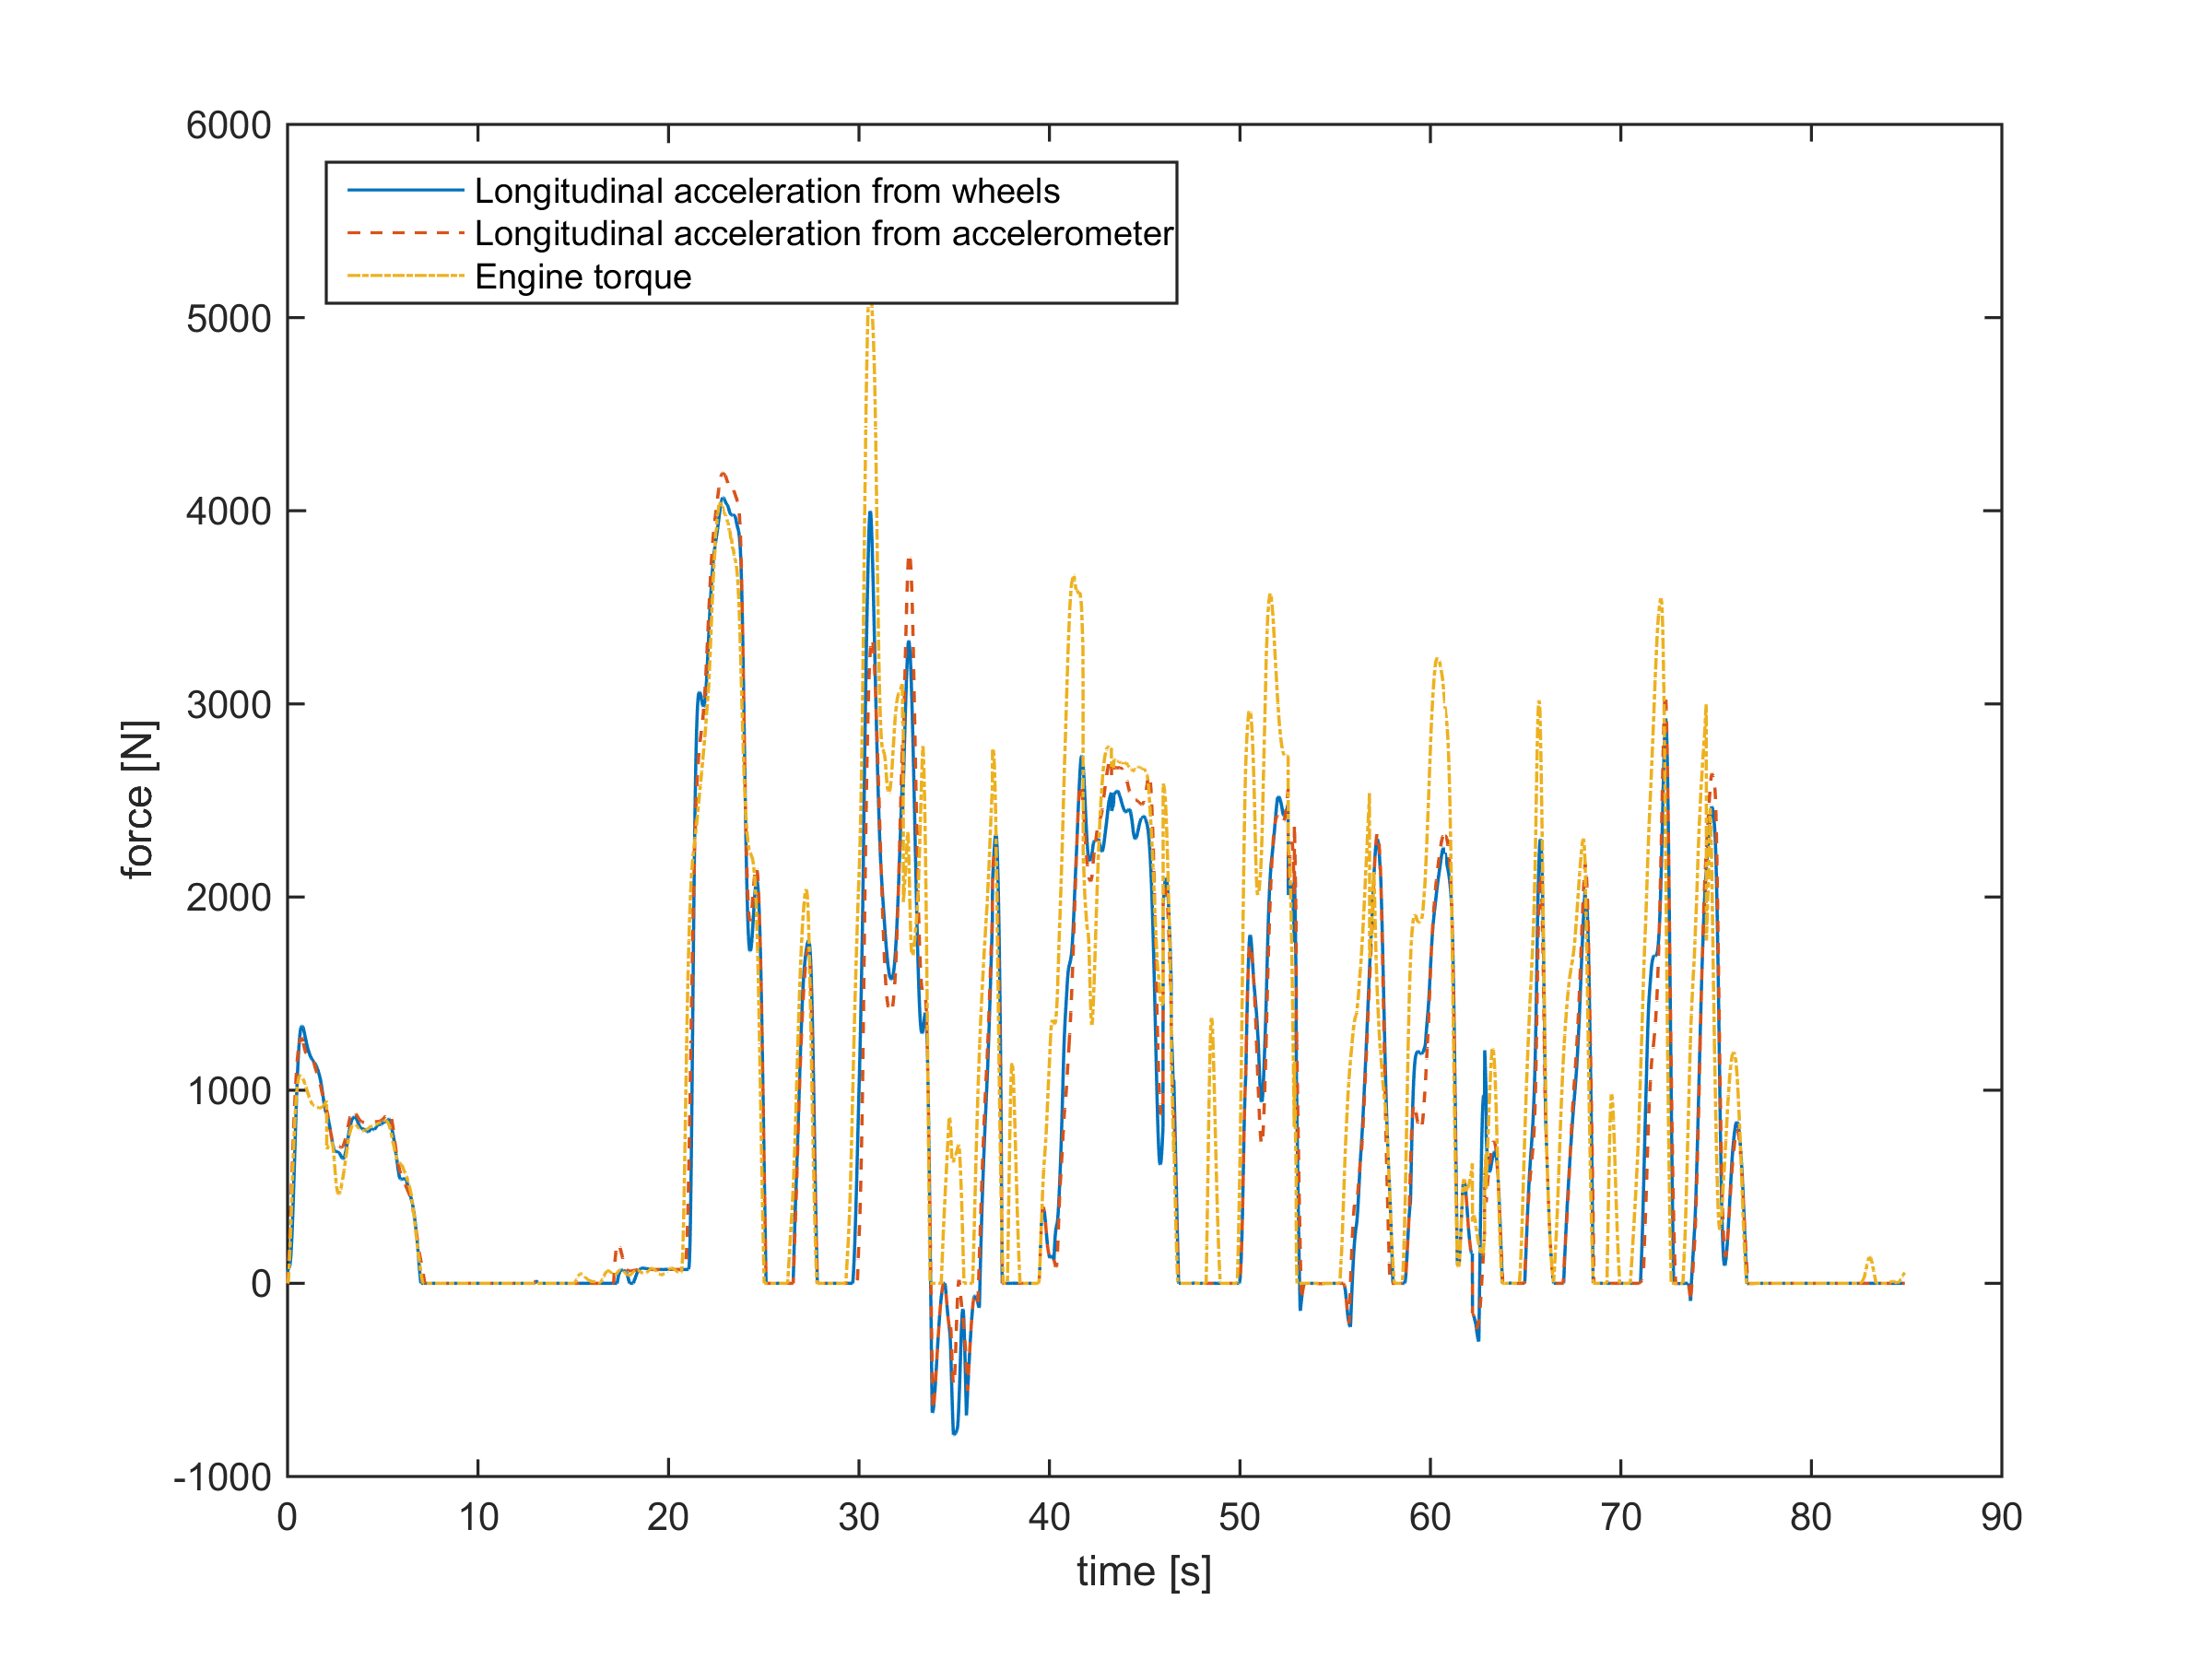 6000
5000
4000
3000
2000
1000
0
-1000
force [N]
Longitudinal acceleration from wheels
Longitudinal acceleration from accelerometer
Engine torque
0 10 20 30 40 50 60 70 80 90
time [s]